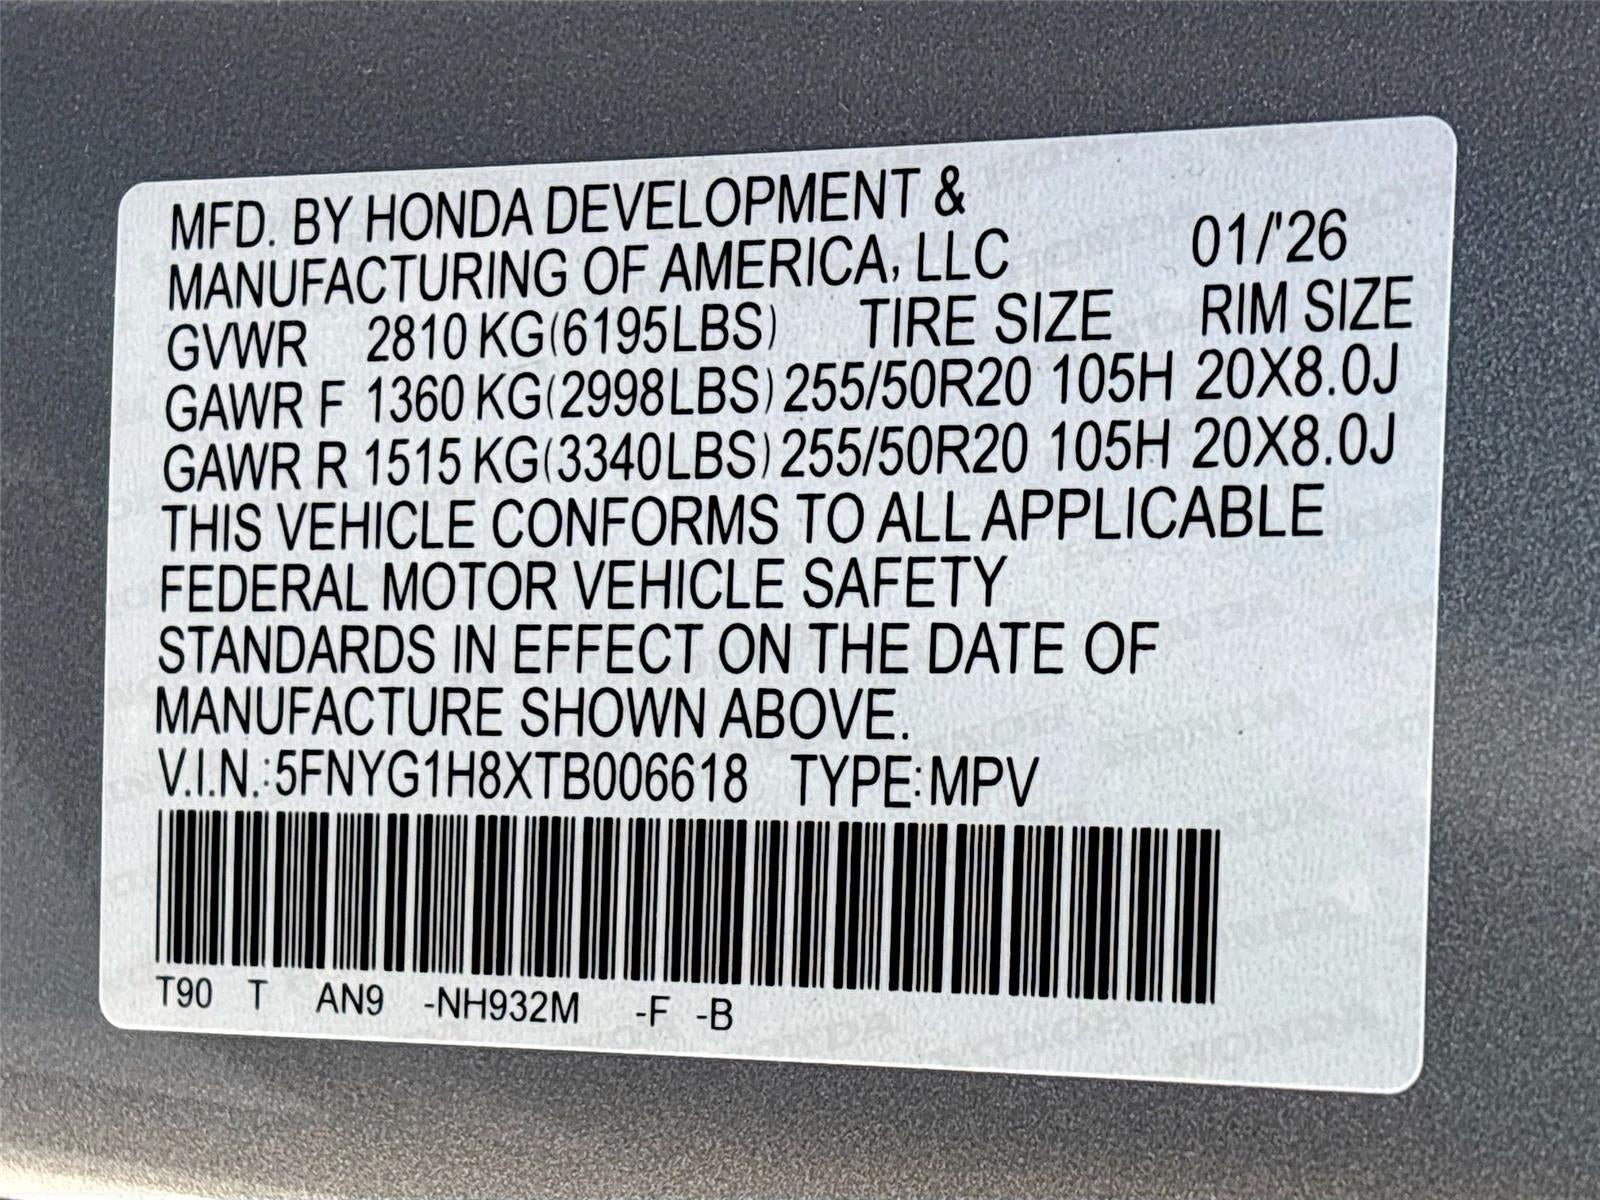 MFD. BY HONDA DEVELOPMENT &
MANUFACTURING OF AMERICA, LLC 01/'26
GVWR 2810 KG(6195LBS) TIRE SIZE RIM SIZE
GAWR F 1360 KG(2998LBS) 255/50R20 105H 20X8.0J
GAWR R 1515 KG(3340LBS) 255/50R20 105H 20X8.0J
THIS VEHICLE CONFORMS TO ALL APPLICABLE
FEDERAL MOTOR VEHICLE SAFETY
STANDARDS IN EFFECT ON THE DATE OF
MANUFACTURE SHOWN ABOVE.
V.I.N.:5FNYG1H8XTB006618 TYPE:MPV
T90 T AN9 -NH932M -F -B